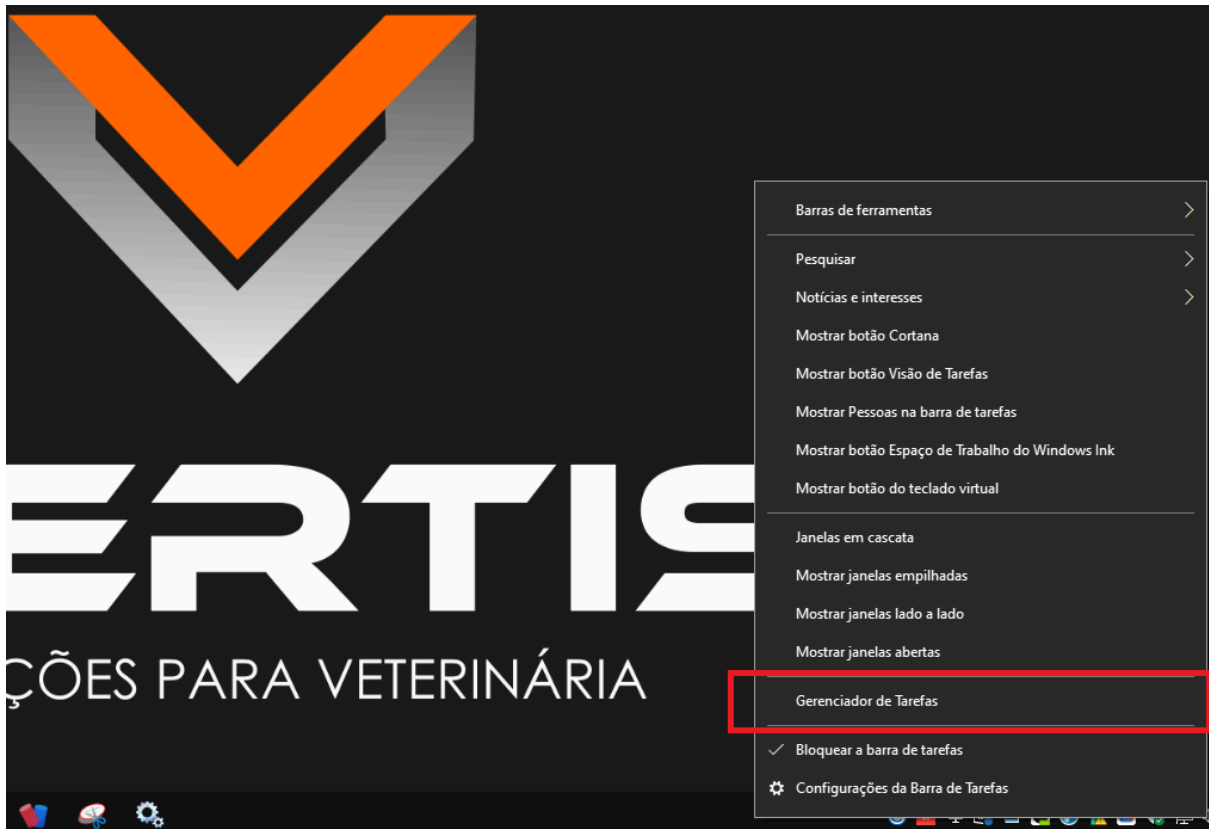 Barras de ferramentas
Pesquisar
Notícias e interesses
Mostrar botão Cortana
Mostrar botão Visão de Tarefas
Mostrar Pessoas na barra de tarefas
Mostrar botão Espaço de Trabalho do Windows Ink
Mostrar botão do teclado virtual
Janelas em cascata
Mostrar janelas empilhadas
Mostrar janelas lado a lado
Mostrar janelas abertas
Gerenciador de Tarefas
Bloquear a barra de tarefas
Configurações da Barra de Tarefas
ERTIS
ÇÕES PARA VETERINÁRIA